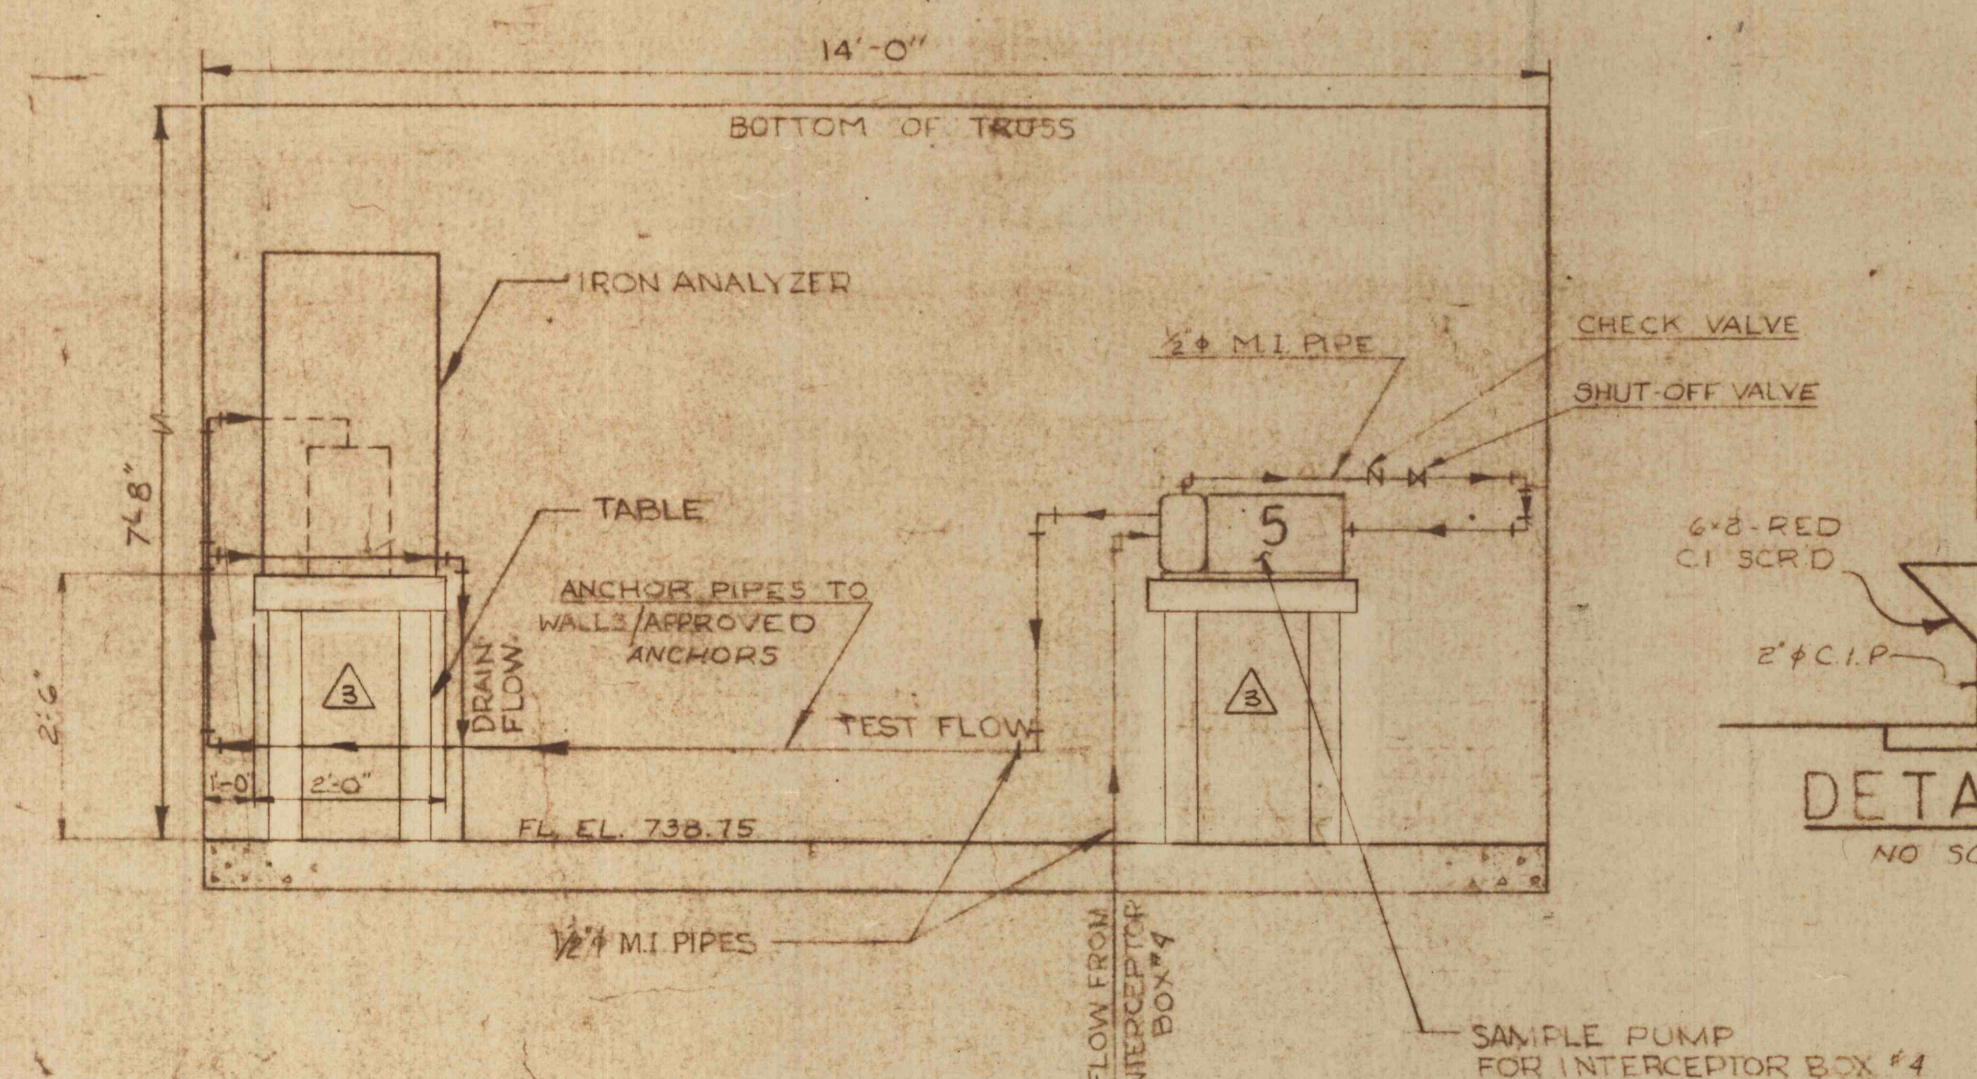 14'-0"
BOTTOM OF TRUSS
IRON ANALYZER
1/2"φ M.I. PIPE
CHECK VALVE
SHUT-OFF VALVE
7'-8"
TABLE
5
6x8-RED
C.I. SCR'D
ANCHOR PIPES TO
WALLS/APPROVED
ANCHORS
2'-6"
3
DRAIN
FLOW
3
2"φ C.I.P.
TEST FLOW
1'-0"
2'-0"
FL. EL. 738.75
DETA
NO SC
1/2"φ M.I. PIPES
FLOW FROM
INTERCEPTOR
BOX #4
SAMPLE PUMP
FOR INTERCEPTOR BOX #4